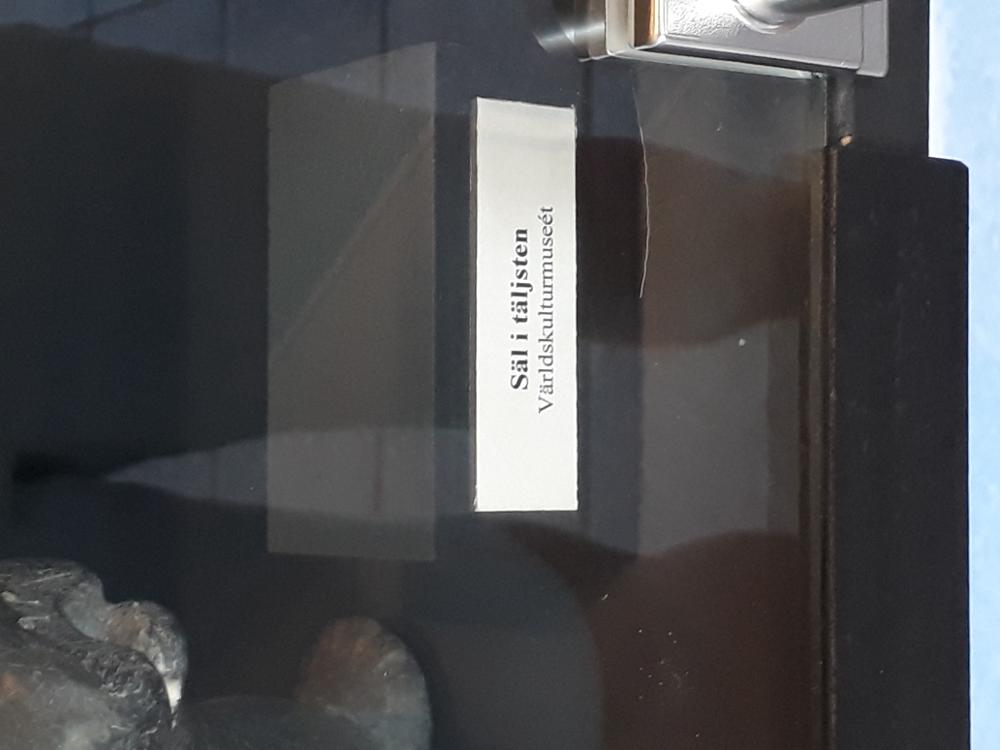 Säl i täljsten
Världskulturmuseét